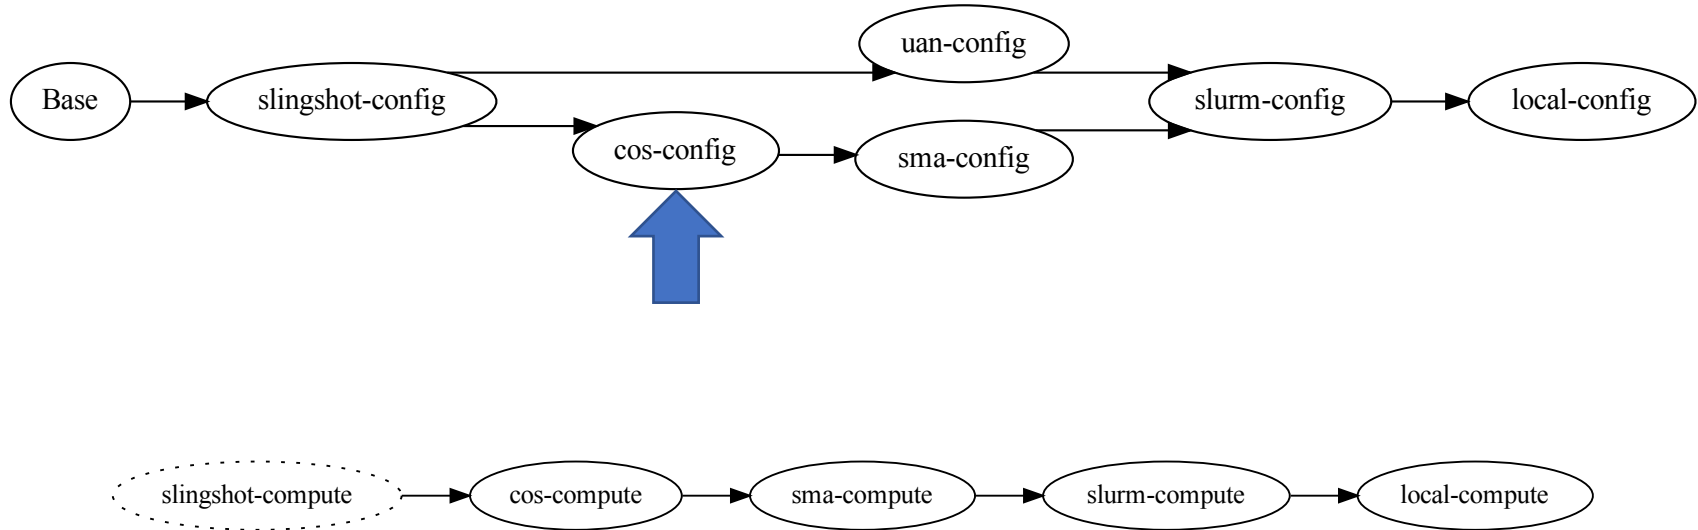 uan-config
Base
slingshot-config
slurm-config
local-config
cos-config
sma-config
slingshot-compute
cos-compute
sma-compute
slurm-compute
local-compute